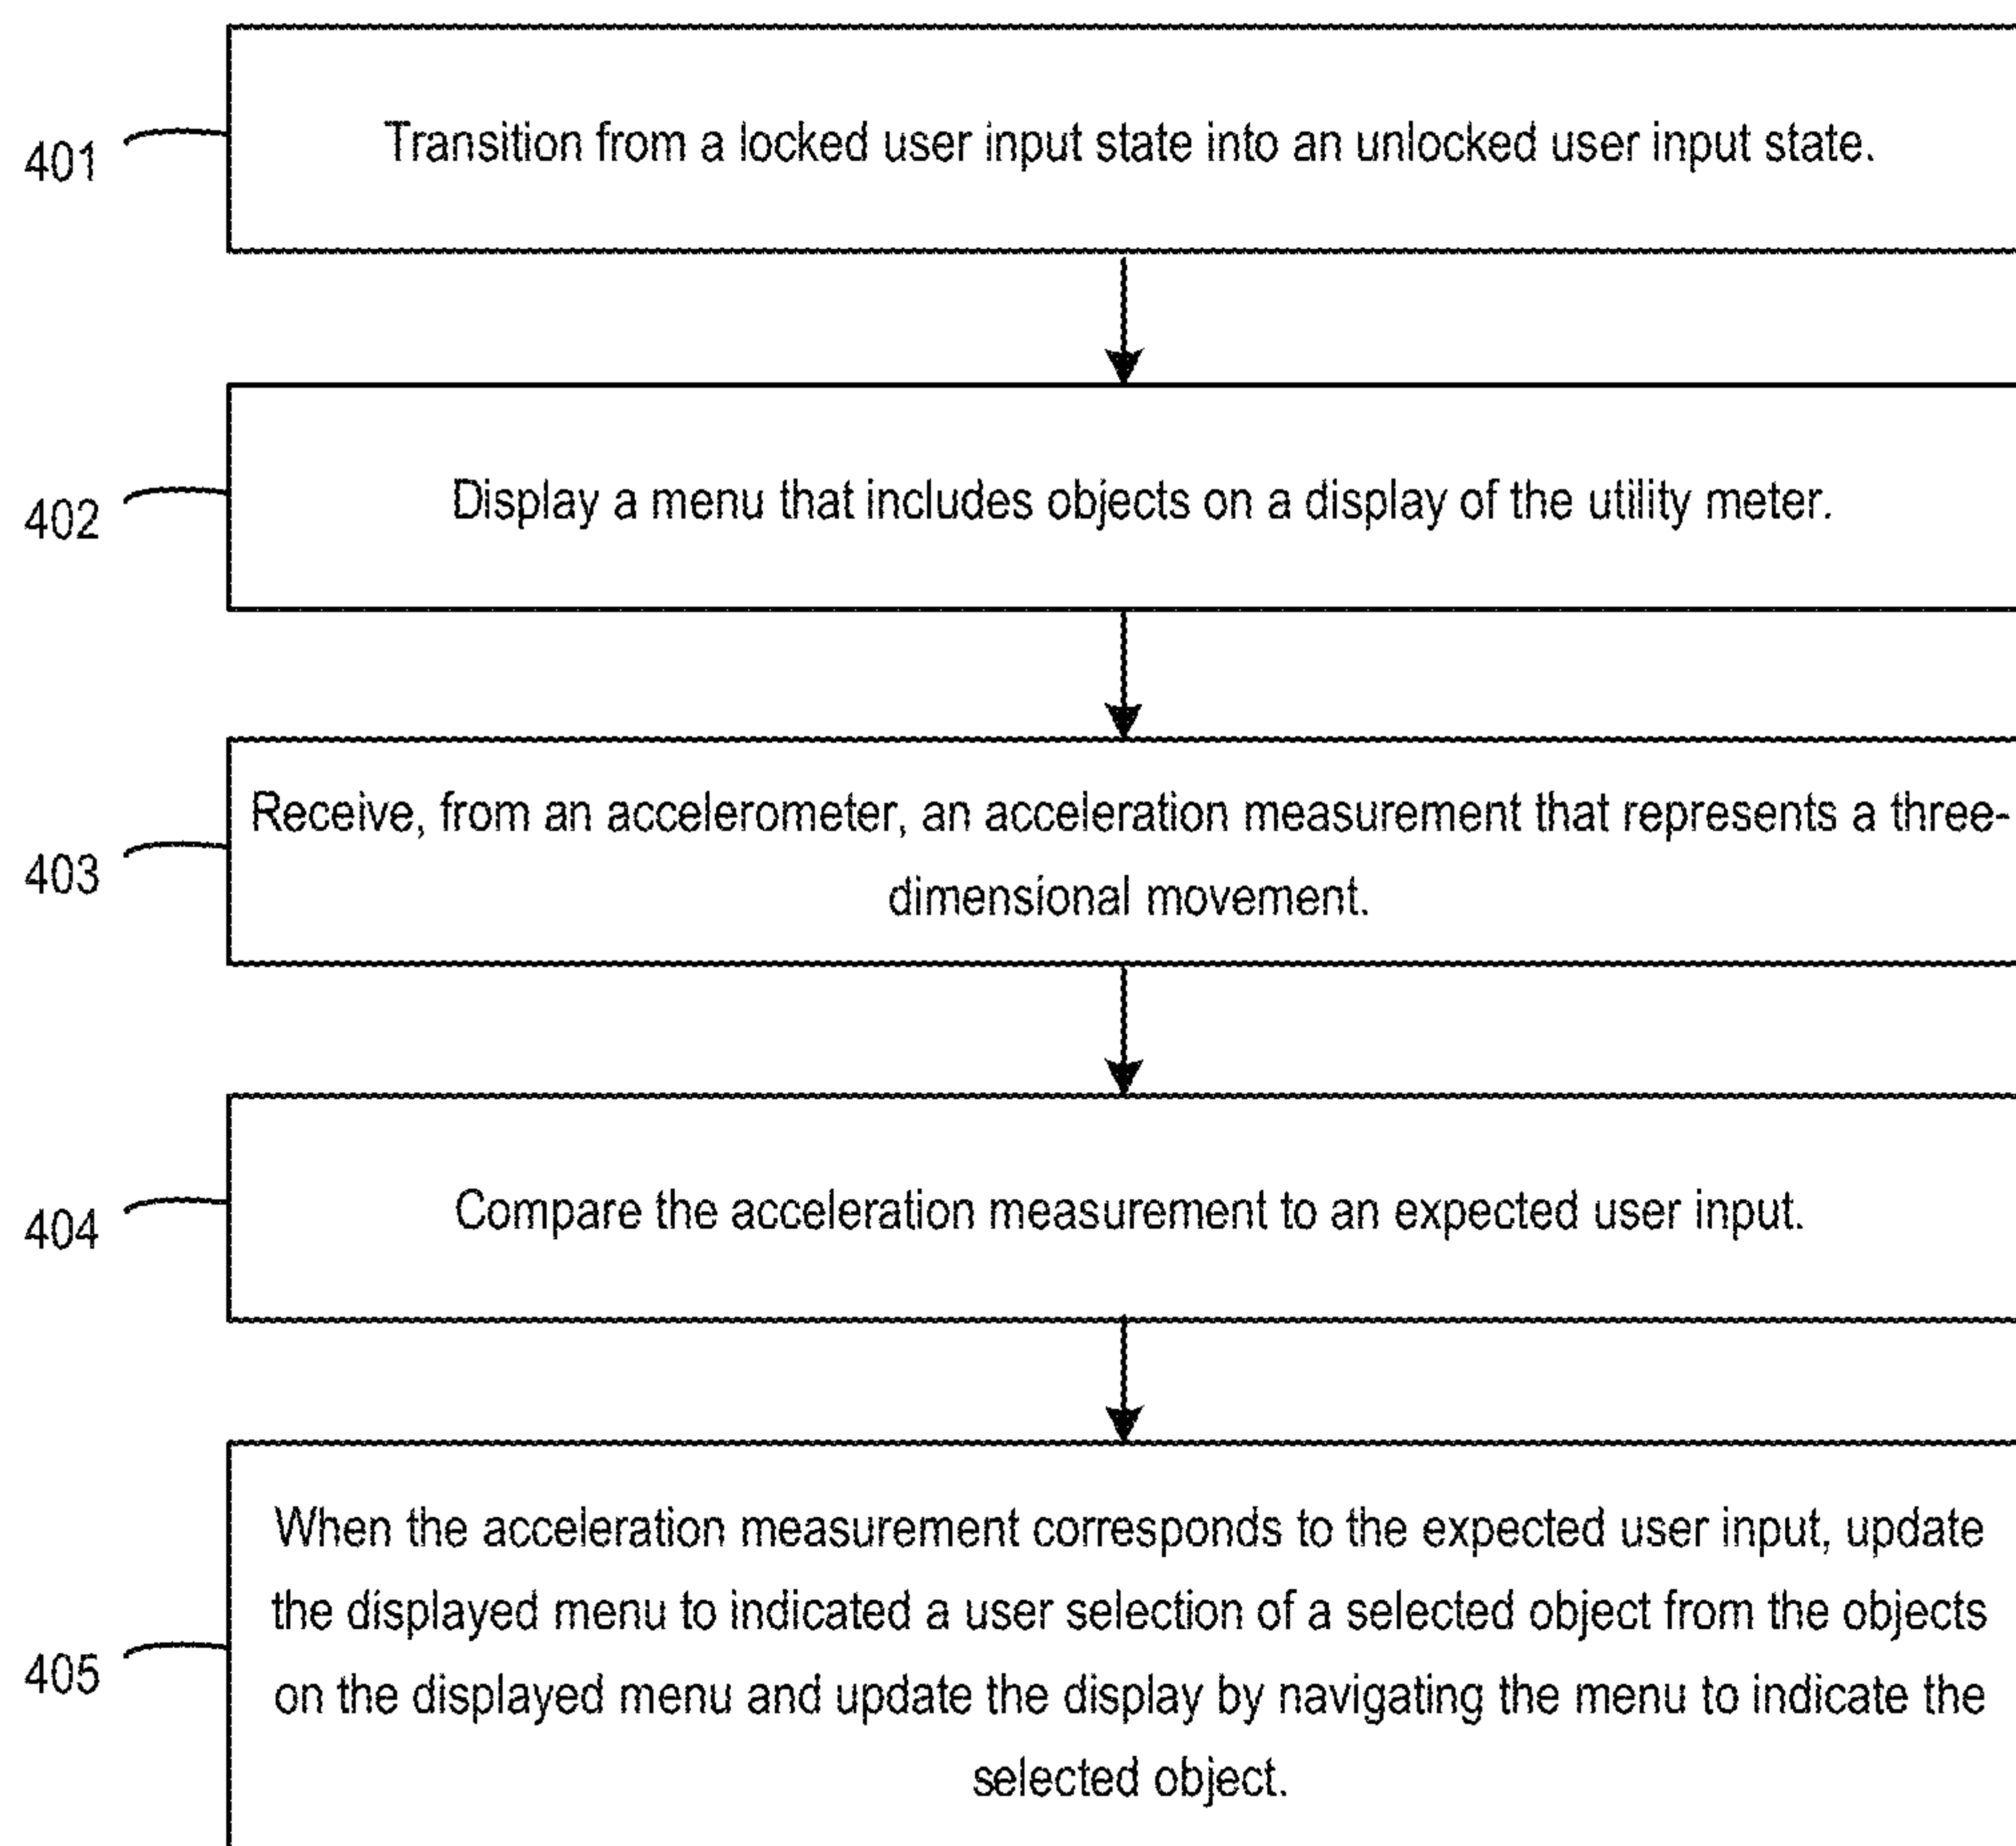 401
Transition from a locked user input state into an unlocked user input state.
402
Display a menu that includes objects on a display of the utility meter.
403
Receive, from an accelerometer, an acceleration measurement that represents a three-
dimensional movement.
404
Compare the acceleration measurement to an expected user input.
405
When the acceleration measurement corresponds to the expected user input, update
the displayed menu to indicated a user selection of a selected object from the objects
on the displayed menu and update the display by navigating the menu to indicate the
selected object.